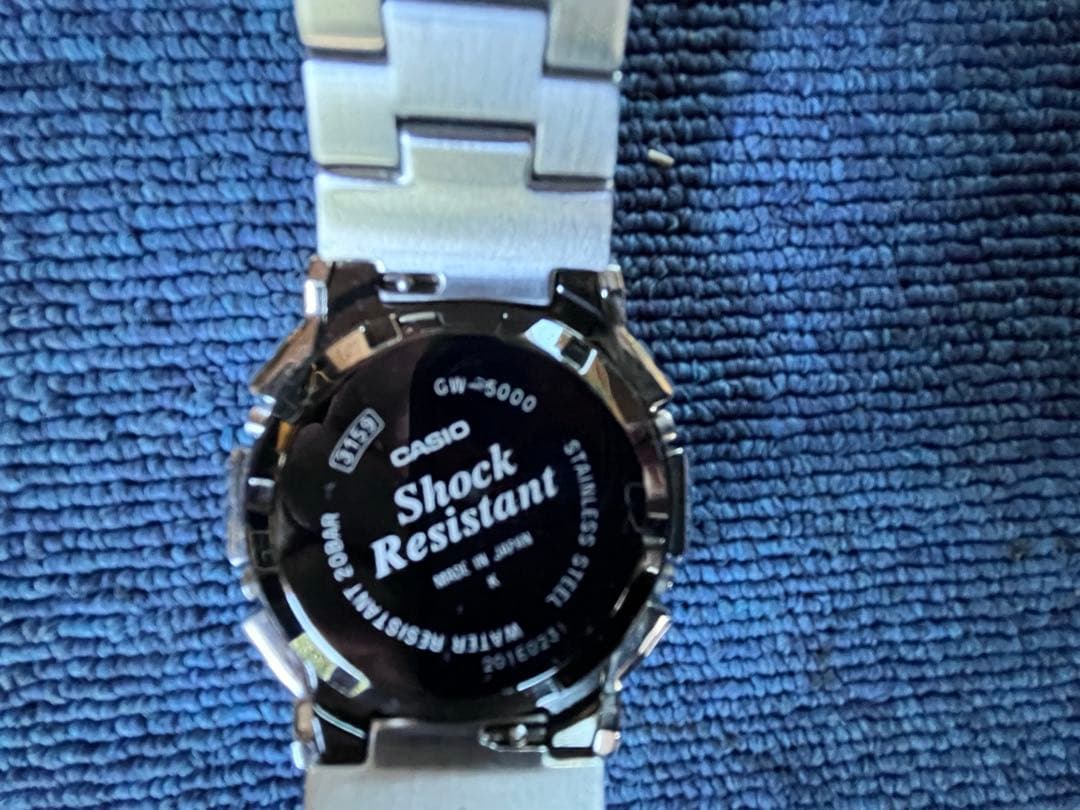 GW-5000
3159
CASIO
Shock
Resistant
MADE IN JAPAN
K
STAINLESS STEEL
WATER RESISTANT 20BAR